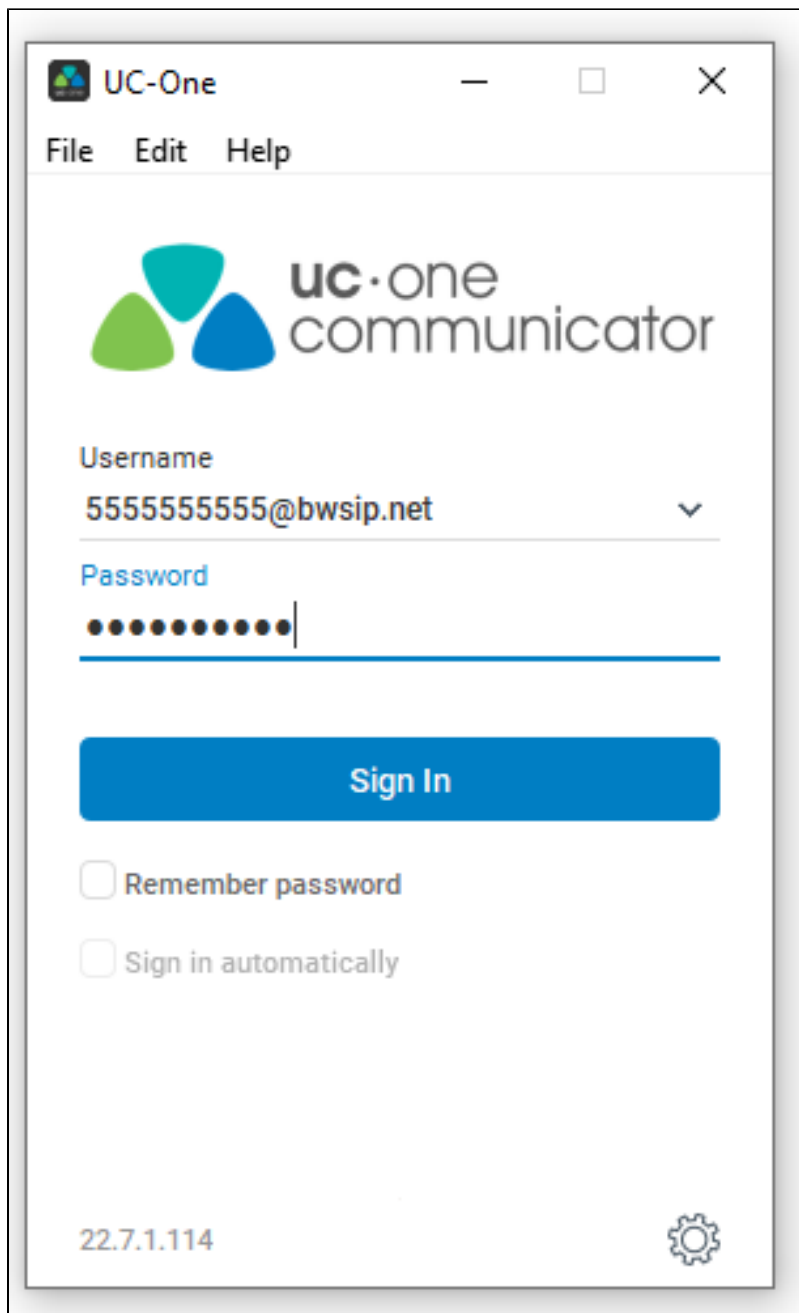 UC-One
File Edit Help
uc·one
communicator
Username
5555555555@bwsip.net
Password
●●●●●●●●●●
Sign In
Remember password
Sign in automatically
22.7.1.114